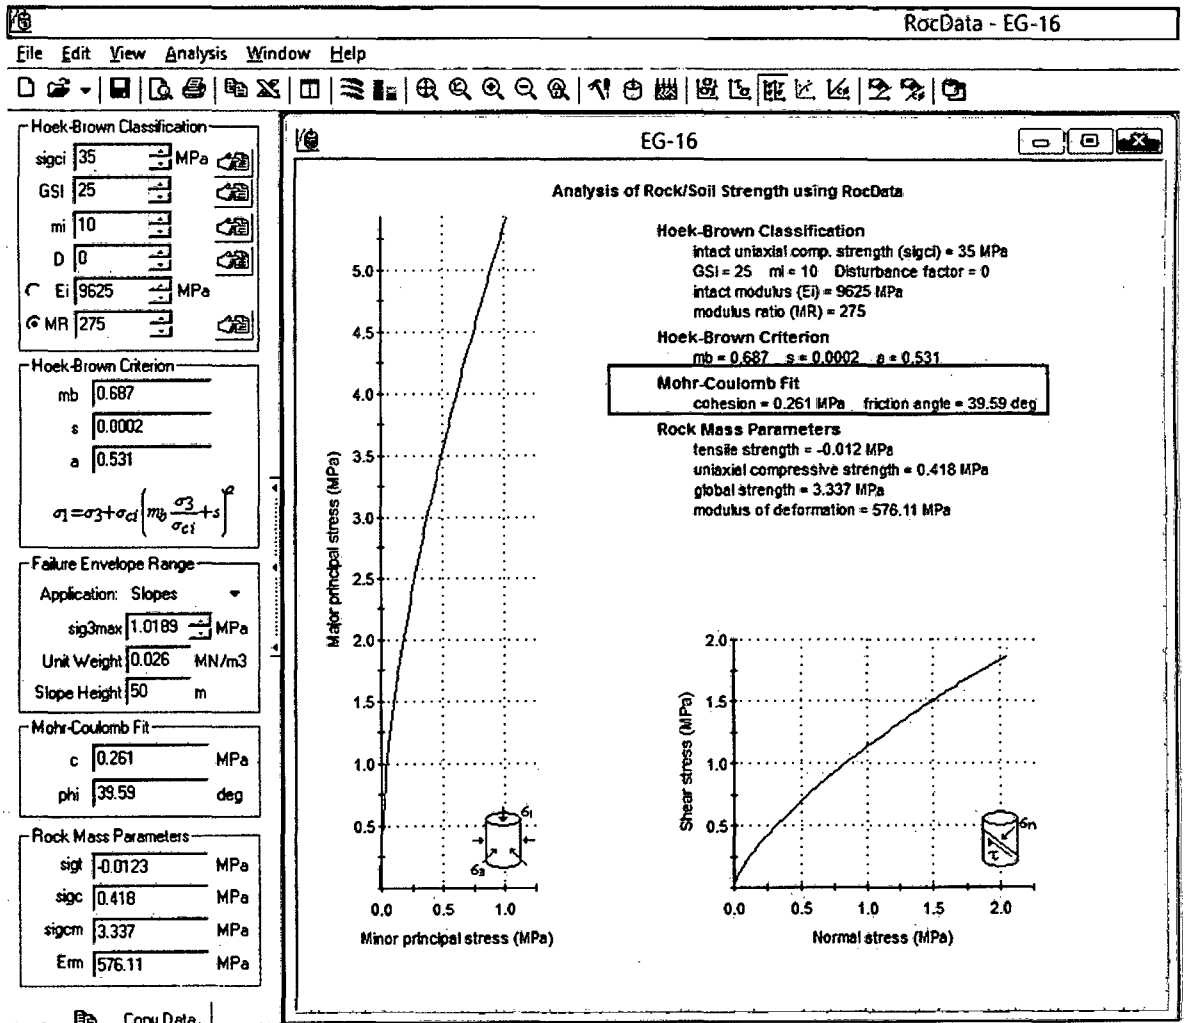 RocData - EG-16
File Edit View Analysis Window Help
Hoek-Brown Classification
sigci 35 MPa
GSI 25
mi 10
D 0
Ei 9625 MPa
MR 275
Hoek-Brown Criterion
mb 0.687
s 0.0002
a 0.531
σ1=σ3+σci(mb σ3/σci+s)^a
Failure Envelope Range
Application: Slopes
sig3max 1.0189 MPa
Unit Weight 0.026 MN/m3
Slope Height 50 m
Mohr-Coulomb Fit
c 0.261 MPa
phi 39.59 deg
Rock Mass Parameters
sigt -0.0123 MPa
sigc 0.418 MPa
sigcm 3.337 MPa
Erm 576.11 MPa
Copy Data
EG-16
Analysis of Rock/Soil Strength using RocData
Hoek-Brown Classification
intact uniaxial comp. strength (sigci) = 35 MPa
GSI = 25 mi = 10 Disturbance factor = 0
intact modulus (Ei) = 9625 MPa
modulus ratio (MR) = 275
Hoek-Brown Criterion
mb = 0.687 s = 0.0002 a = 0.531
Mohr-Coulomb Fit
cohesion = 0.261 MPa friction angle = 39.59 deg
Rock Mass Parameters
tensile strength = -0.012 MPa
uniaxial compressive strength = 0.418 MPa
global strength = 3.337 MPa
modulus of deformation = 576.11 MPa
Major principal stress (MPa)
5.0
4.5
4.0
3.5
3.0
2.5
2.0
1.5
1.0
0.5
0.0 0.5 1.0
Minor principal stress (MPa)
σ1
σ3
Shear stress (MPa)
2.0
1.5
1.0
0.5
0.0 0.5 1.0 1.5 2.0
Normal stress (MPa)
σn
τ